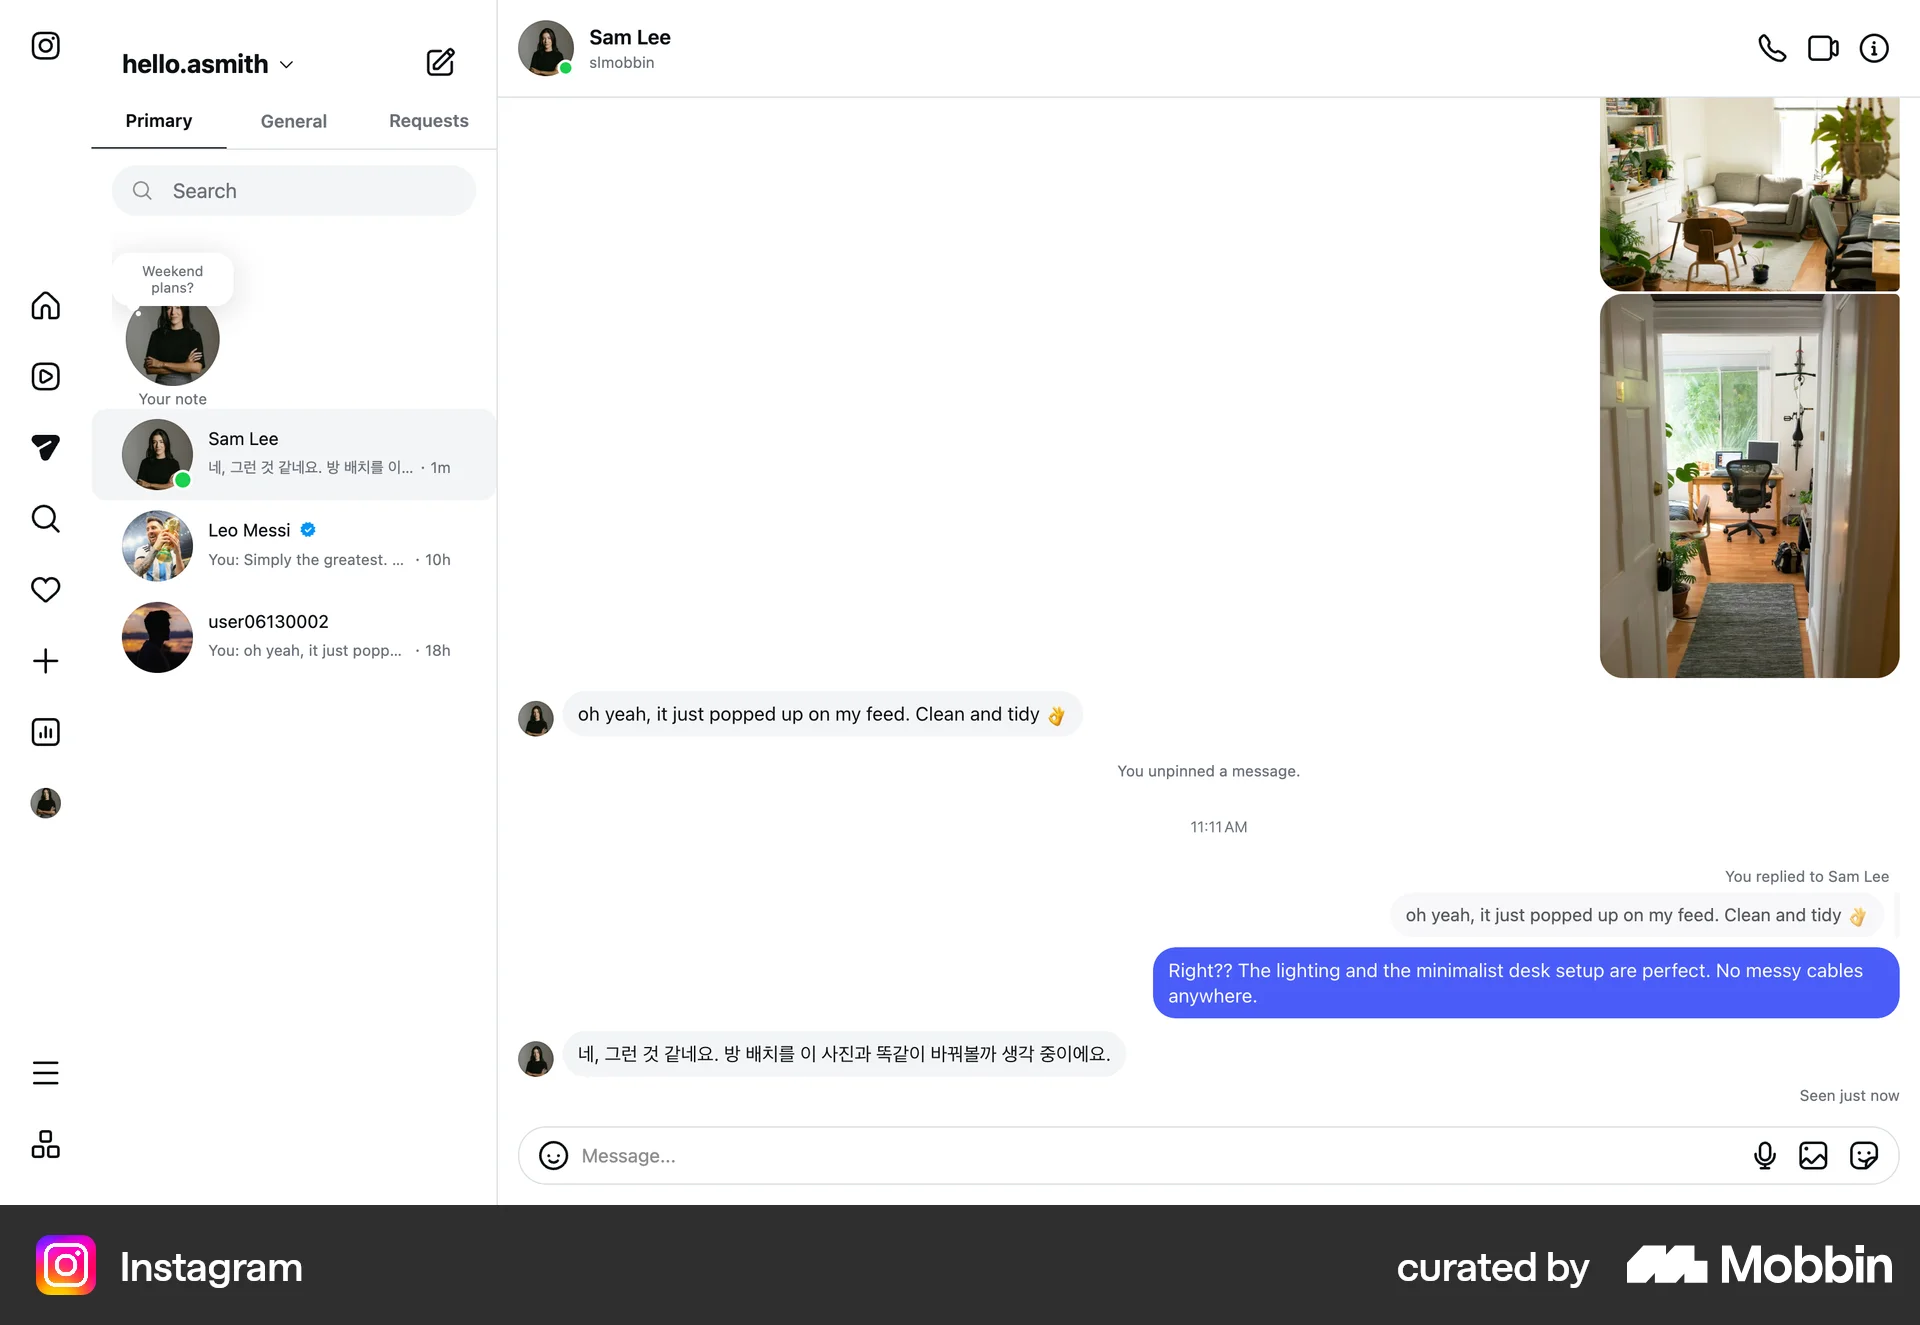 hello.asmith
Primary
General
Requests
Search
Weekend
plans?
Your note
Sam Lee
네, 그런 것 같네요. 방 배치를 이... · 1m
Leo Messi
You: Simply the greatest. ... · 10h
user06130002
You: oh yeah, it just popp... · 18h
Sam Lee
slmobbin
oh yeah, it just popped up on my feed. Clean and tidy 👌
You unpinned a message.
11:11 AM
You replied to Sam Lee
oh yeah, it just popped up on my feed. Clean and tidy 👌
Right?? The lighting and the minimalist desk setup are perfect. No messy cables
anywhere.
네, 그런 것 같네요. 방 배치를 이 사진과 똑같이 바꿔볼까 생각 중이에요.
Seen just now
Message...
Instagram
curated by
Mobbin